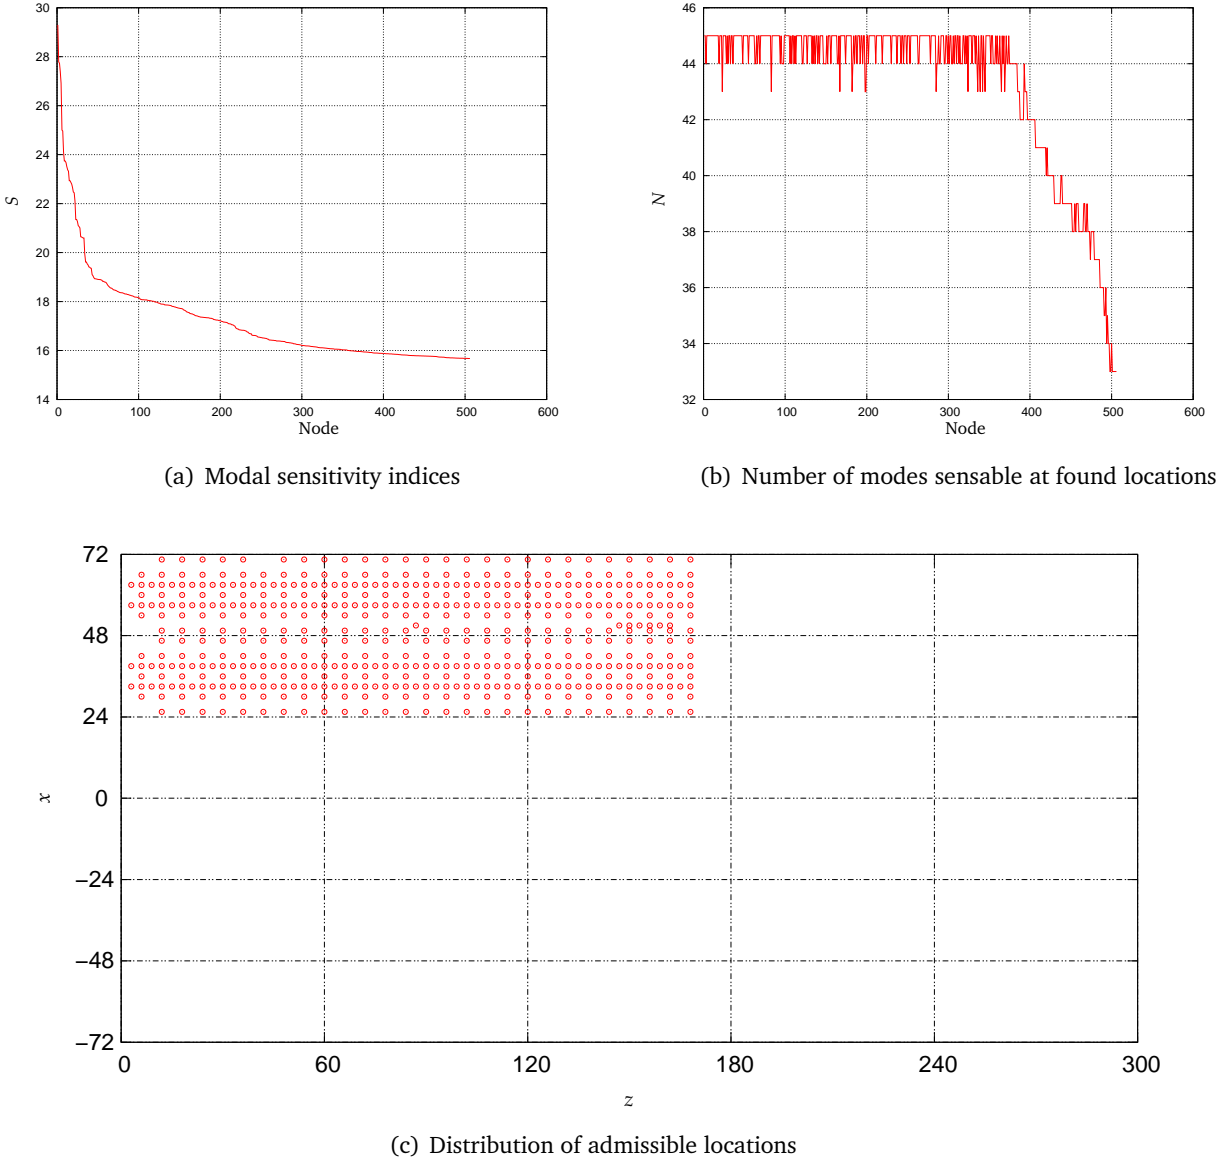 30
28
26
24
22
20
18
16
14
S
0 100 200 300 400 500 600
Node
(a) Modal sensitivity indices
46
44
42
40
38
36
34
32
N
0 100 200 300 400 500 600
Node
(b) Number of modes sensable at found locations
72
48
24
0
−24
−48
−72
x
0 60 120 180 240 300
z
(c) Distribution of admissible locations